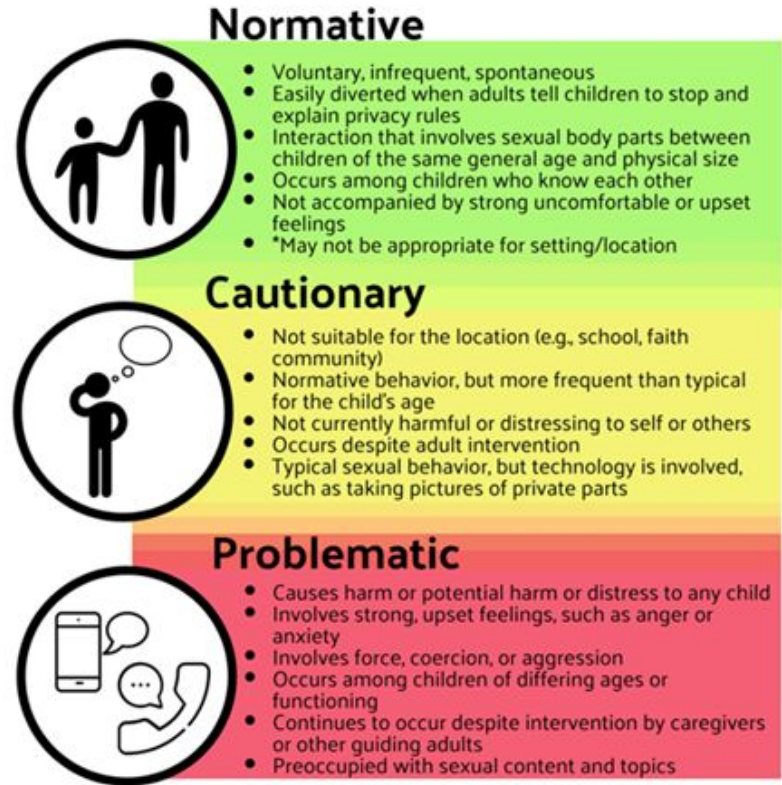 Normative
• Voluntary, infrequent, spontaneous
• Easily diverted when adults tell children to stop and
explain privacy rules
• Interaction that involves sexual body parts between
children of the same general age and physical size
• Occurs among children who know each other
• Not accompanied by strong uncomfortable or upset
feelings
• *May not be appropriate for setting/location
Cautionary
• Not suitable for the location (e.g., school, faith
community)
• Normative behavior, but more frequent than typical
for the child's age
• Not currently harmful or distressing to self or others
• Occurs despite adult intervention
• Typical sexual behavior, but technology is involved,
such as taking pictures of private parts
Problematic
• Causes harm or potential harm or distress to any child
• Involves strong, upset feelings, such as anger or
anxiety
• Involves force, coercion, or aggression
• Occurs among children of differing ages or
functioning
• Continues to occur despite intervention by caregivers
or other guiding adults
• Preoccupied with sexual content and topics